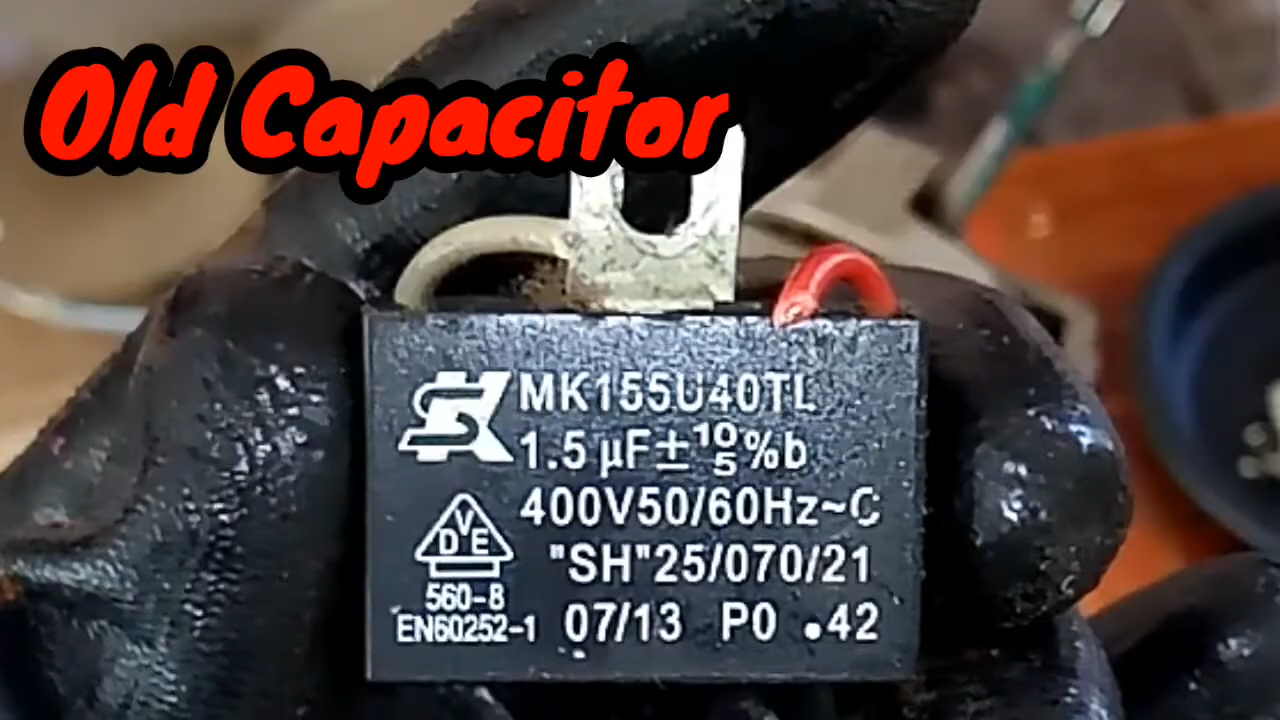 Old Capacitor
MK155U40TL
1.5 µF± 10/5 %b
400V50/60Hz~C
VDE
"SH"25/070/21
560-8
EN60252-1
07/13 P0 .42